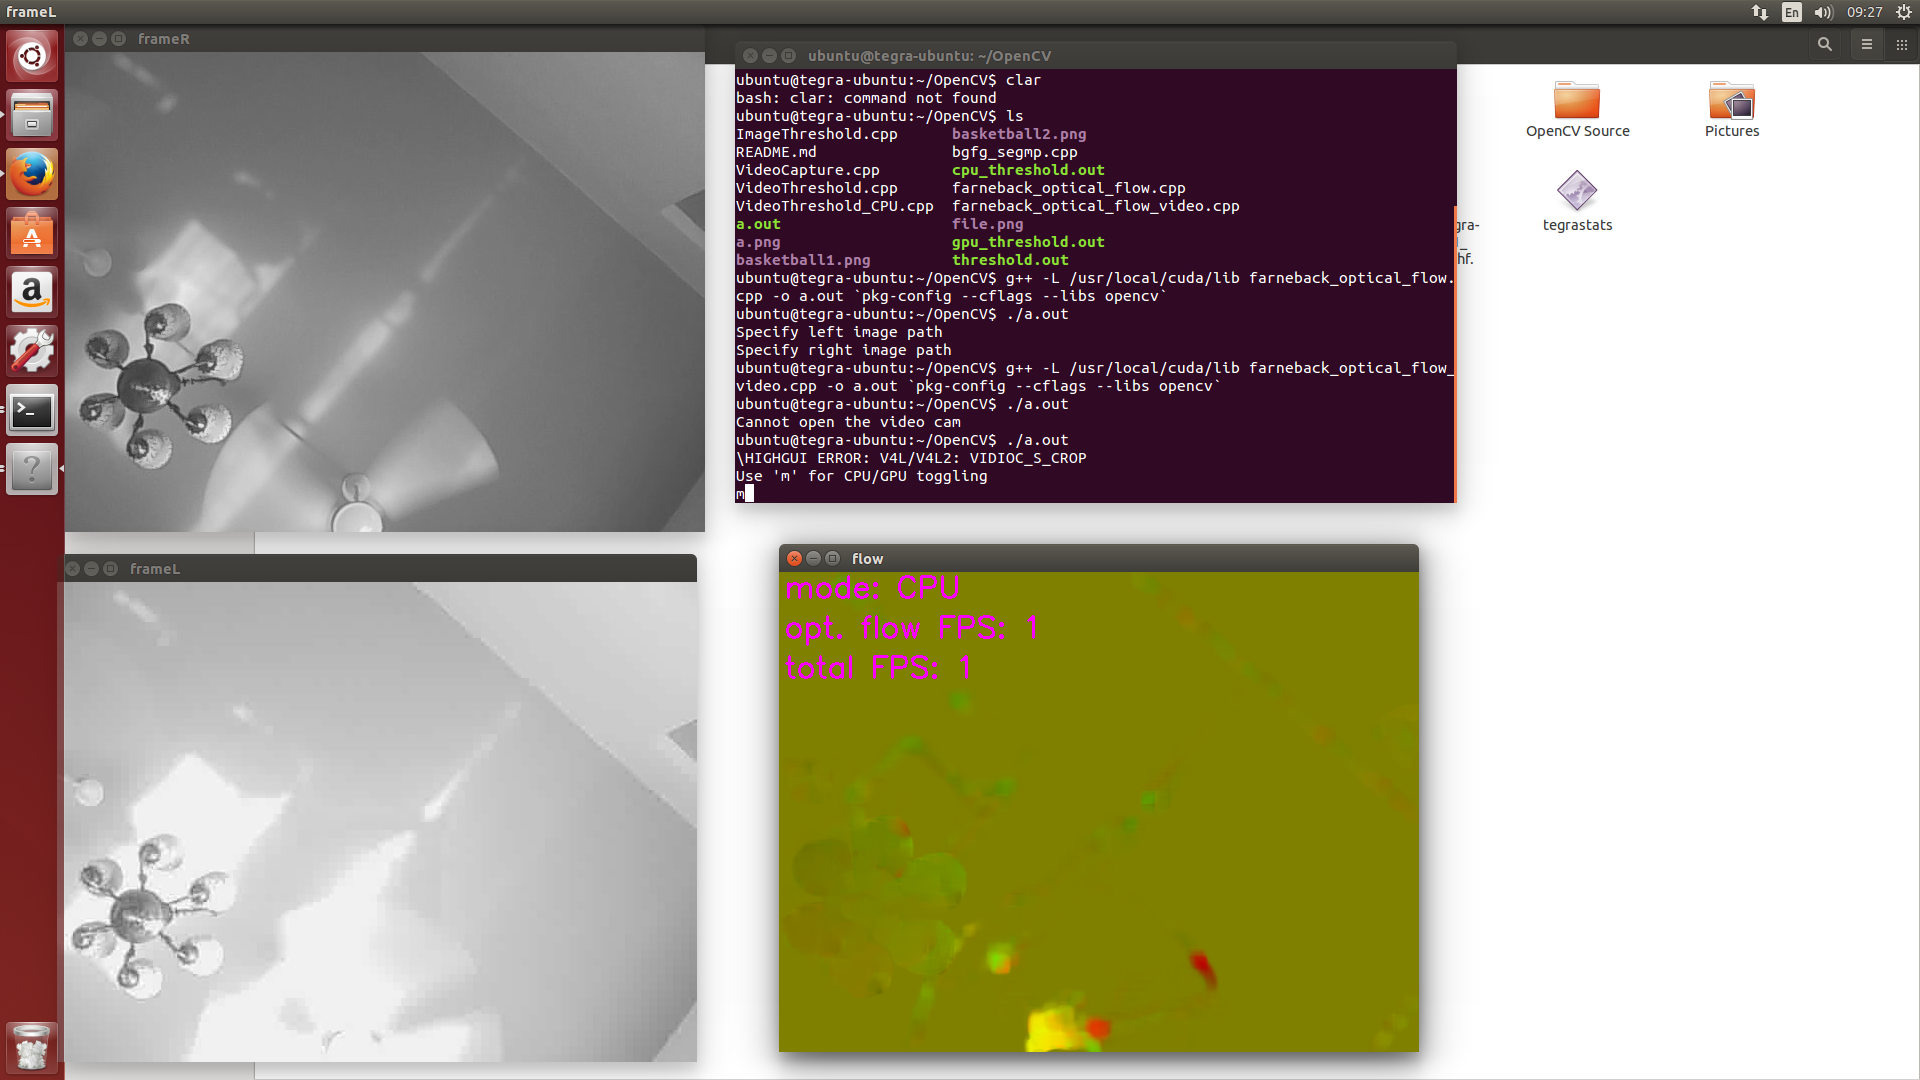 frameL
En
09:27
frameR
ubuntu@tegra-ubuntu: ~/OpenCV
ubuntu@tegra-ubuntu:~/OpenCV$ clar
bash: clar: command not found
ubuntu@tegra-ubuntu:~/OpenCV$ ls
ImageThreshold.cpp basketball2.png
README.md bgfg_segmp.cpp
VideoCapture.cpp cpu_threshold.out
VideoThreshold.cpp farneback_optical_flow.cpp
VideoThreshold_CPU.cpp farneback_optical_flow_video.cpp
a.out file.png
a.png gpu_threshold.out
basketball1.png threshold.out
ubuntu@tegra-ubuntu:~/OpenCV$ g++ -L /usr/local/cuda/lib farneback_optical_flow.
cpp -o a.out `pkg-config --cflags --libs opencv`
ubuntu@tegra-ubuntu:~/OpenCV$ ./a.out
Specify left image path
Specify right image path
ubuntu@tegra-ubuntu:~/OpenCV$ g++ -L /usr/local/cuda/lib farneback_optical_flow_
video.cpp -o a.out `pkg-config --cflags --libs opencv`
ubuntu@tegra-ubuntu:~/OpenCV$ ./a.out
Cannot open the video cam
ubuntu@tegra-ubuntu:~/OpenCV$ ./a.out
\HIGHGUI ERROR: V4L/V4L2: VIDIOC_S_CROP
Use 'm' for CPU/GPU toggling
m
OpenCV Source
Pictures
gra-
_
hf.
tegrastats
frameL
flow
mode: CPU
opt. flow FPS: 1
total FPS: 1